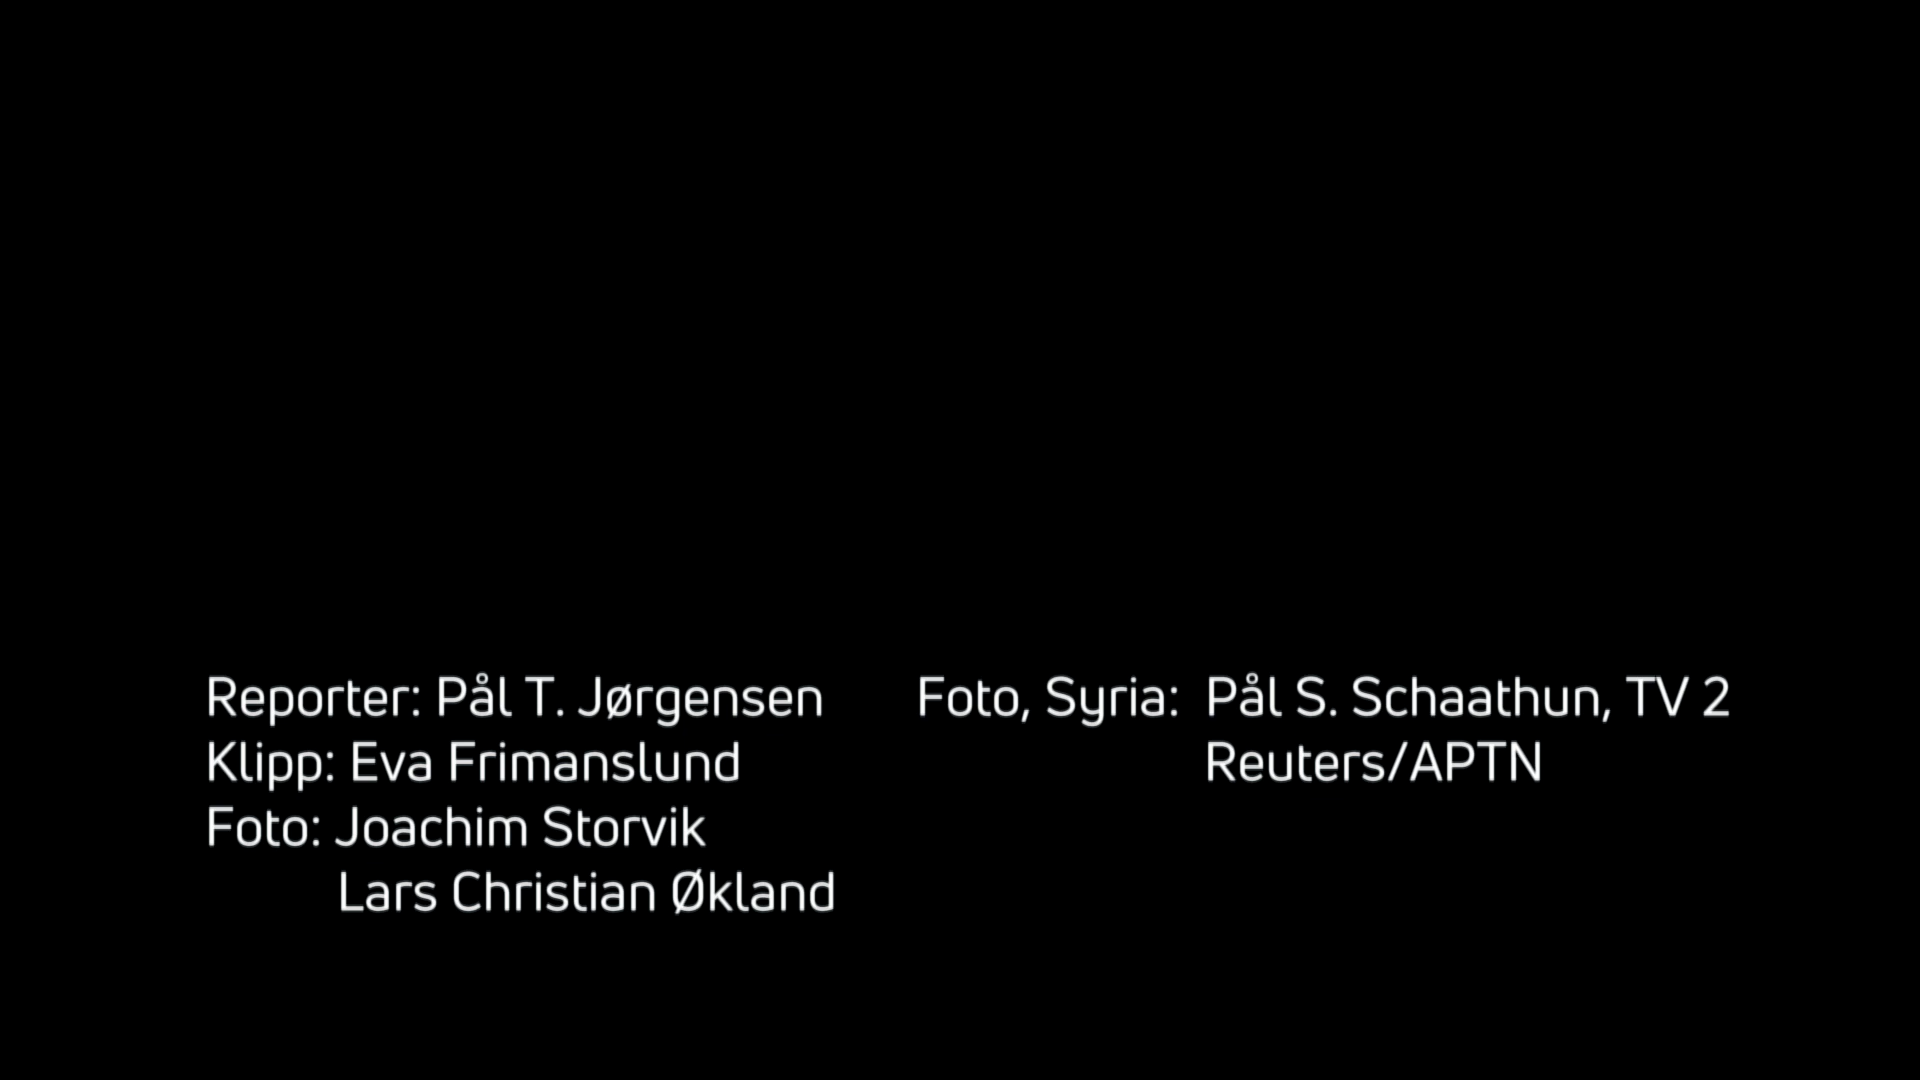 Reporter: Pål T. Jørgensen
Klipp: Eva Frimanslund
Foto: Joachim Storvik
Lars Christian Økland
Foto, Syria: Pål S. Schaathun, TV 2
Reuters/APTN